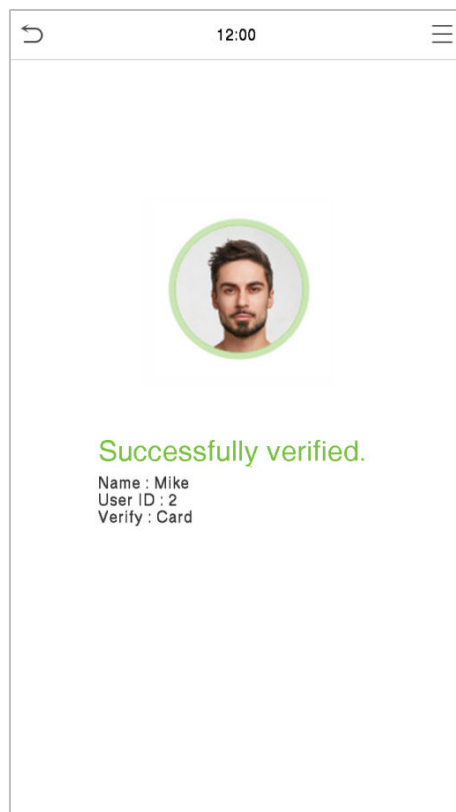 12:00
Successfully verified.
Name : Mike
User ID : 2
Verify : Card